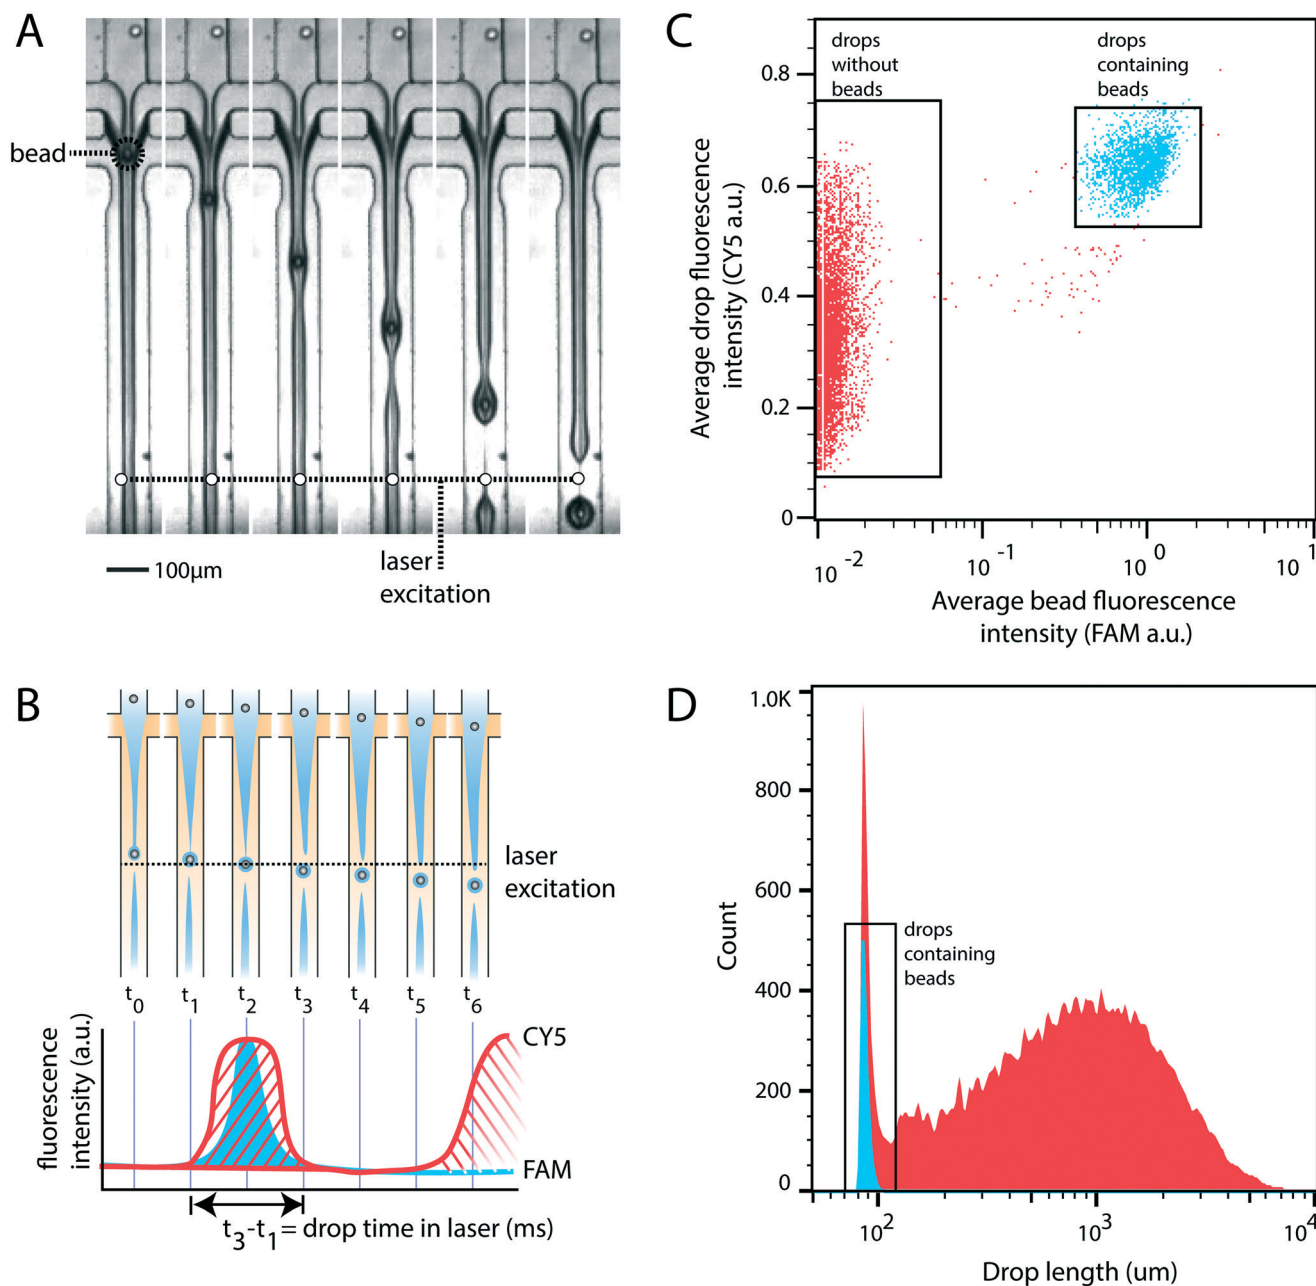 A
bead
laser
excitation
100μm
B
laser
excitation
t0
t1
t2
t3
t4
t5
t6
fluorescence
intensity (a.u.)
CY5
FAM
t3-t1= drop time in laser (ms)
C
drops
without
beads
drops
containing
beads
Average drop fluorescence
intensity (CY5 a.u.)
0.8
0.6
0.4
0.2
0
10-2
10-1
100
101
Average bead fluorescence
intensity (FAM a.u.)
D
1.0K
800
600
400
200
0
Count
drops
containing
beads
102
103
104
Drop length (um)